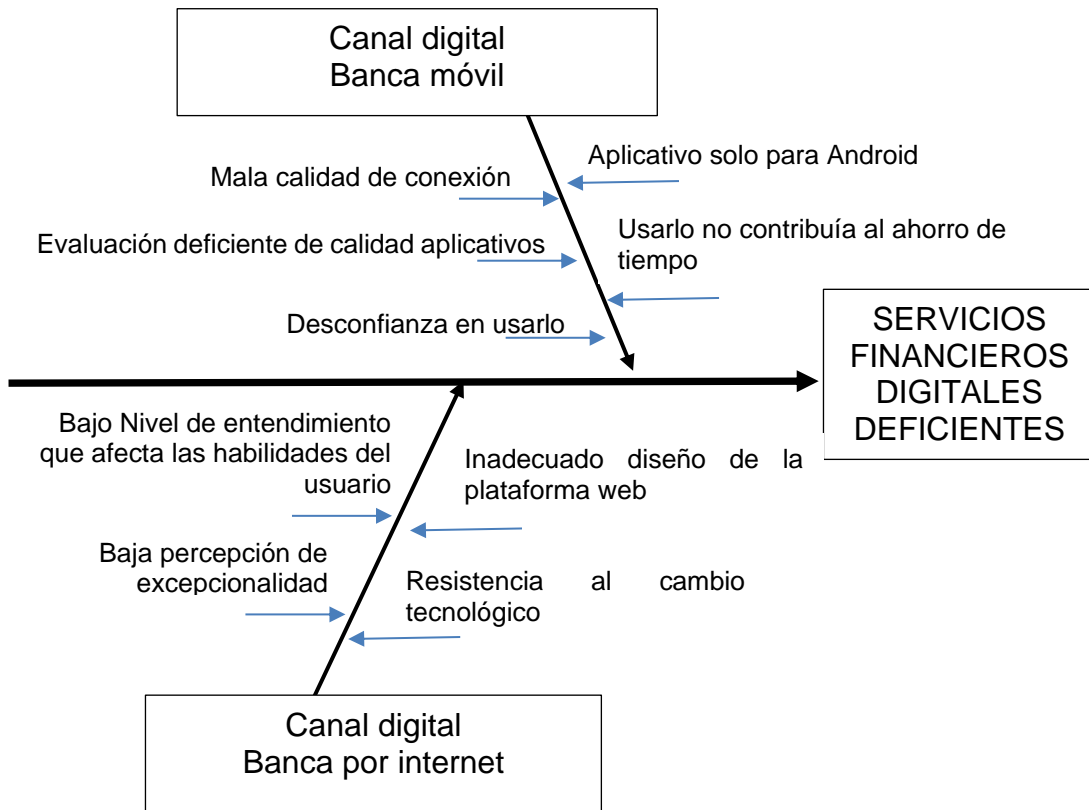 Canal digital
Banca móvil
Aplicativo solo para Android
Mala calidad de conexión
Usarlo no contribuía al ahorro de
tiempo
Evaluación deficiente de calidad aplicativos
Desconfianza en usarlo
SERVICIOS
FINANCIEROS
DIGITALES
DEFICIENTES
Bajo Nivel de entendimiento
que afecta las habilidades del
usuario
Inadecuado diseño de la
plataforma web
Baja percepción de
excepcionalidad
Resistencia al cambio
tecnológico
Canal digital
Banca por internet